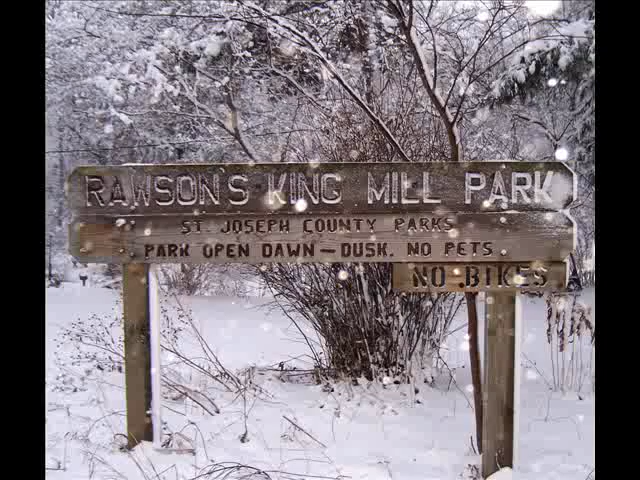 RAWSON'S KING MILL PARK
ST. JOSEPH COUNTY PARKS
PARK OPEN DAWN - DUSK. NO PETS.
NO BIKES